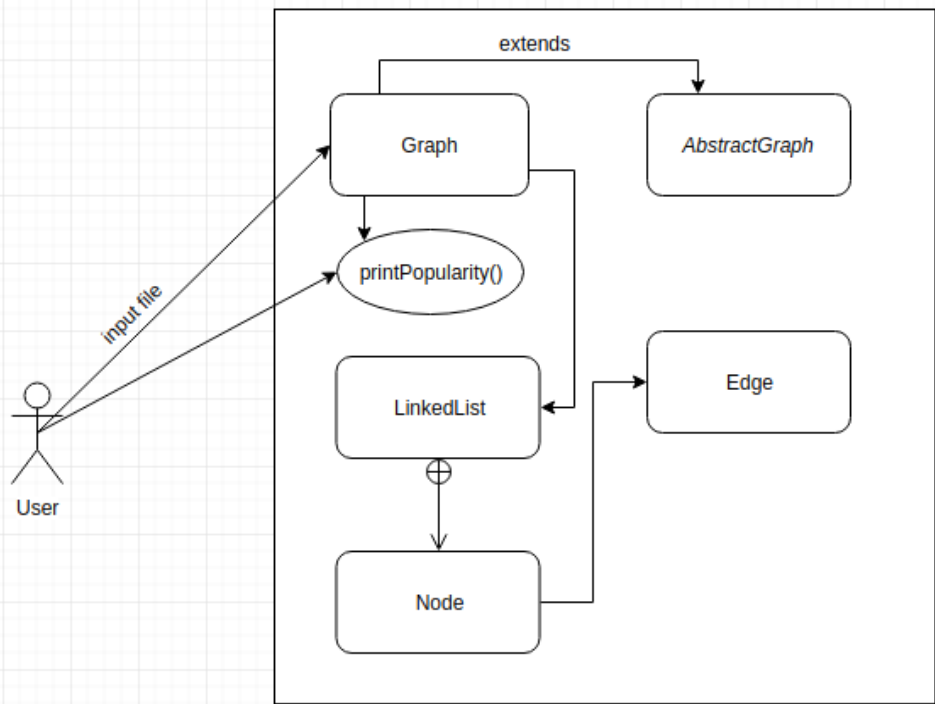 extends
Graph
AbstractGraph
printPopularity()
input file
LinkedList
Edge
User
Node